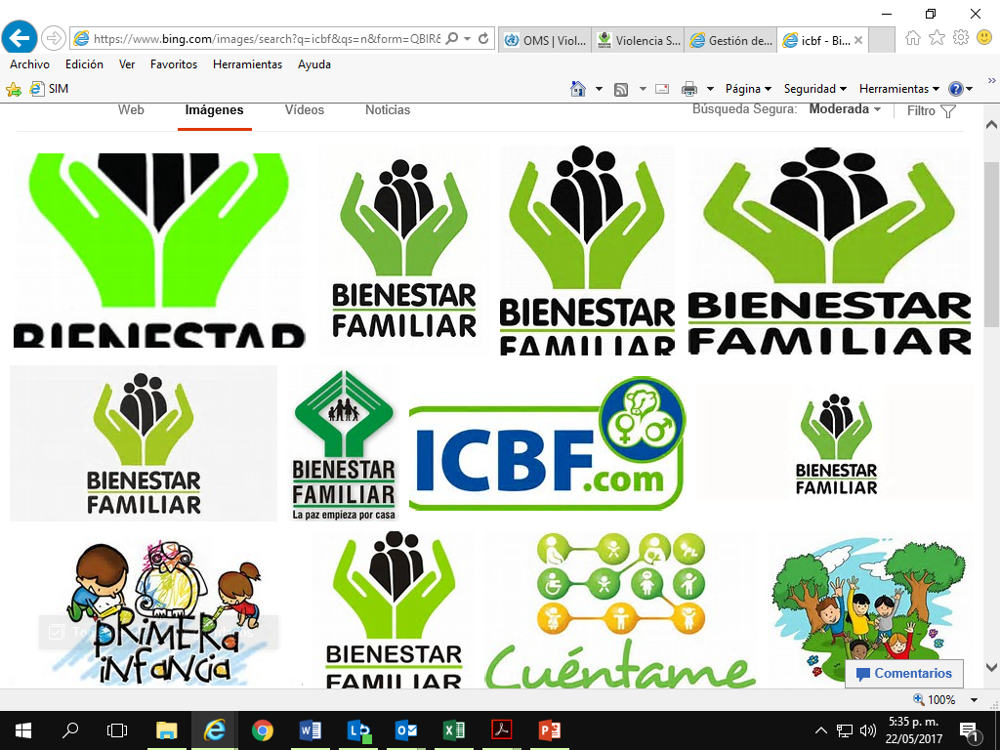 https://www.bing.com/images/search?q=icbf&qs=n&form=QBIR&
OMS | Viol...
Violencia S...
Gestión de...
icbf - Bi...
Archivo Edición Ver Favoritos Herramientas Ayuda
SIM
Página Seguridad Herramientas
Web Imágenes Vídeos Noticias
Búsqueda Segura: Moderada Filtro
BIENESTAR
BIENESTAR
FAMILIAR
BIENESTAR
FAMILIAR
BIENESTAR
FAMILIAR
BIENESTAR
FAMILIAR
BIENESTAR
FAMILIAR
La paz empieza por casa
ICBF.com
BIENESTAR
FAMILIAR
PRIMERA
INFANCIA
BIENESTAR
FAMILIAR
Cuéntame
Comentarios
100%
5:35 p. m.
22/05/2017
1